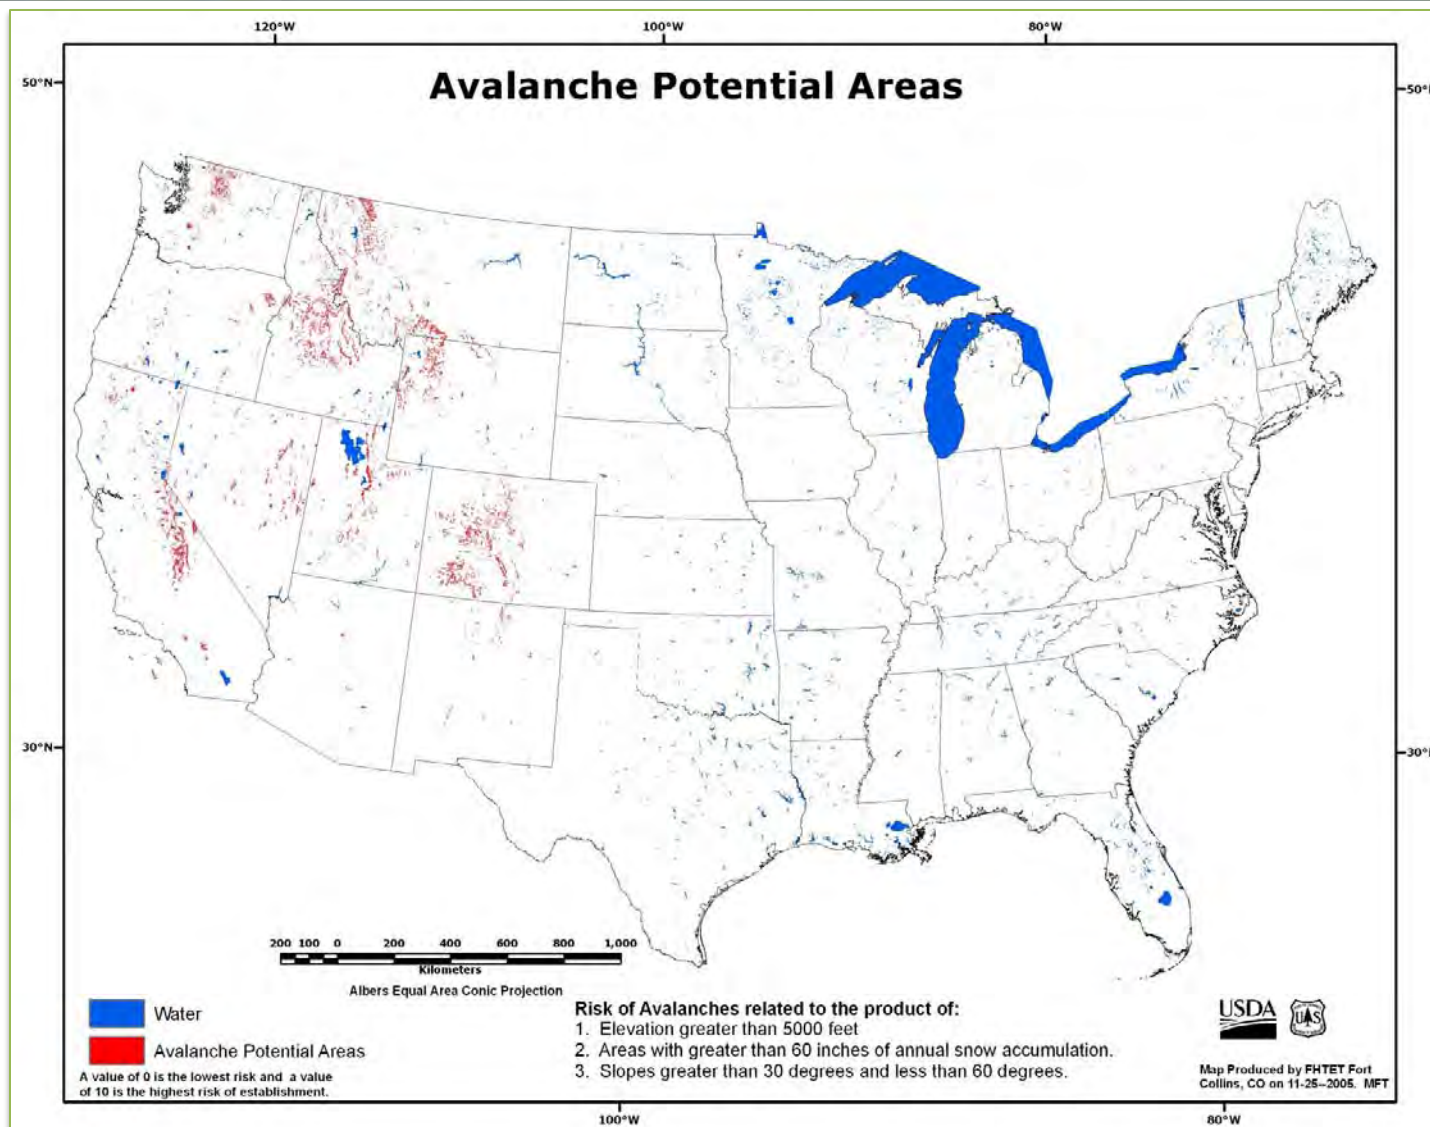 120°W 100°W 80°W
50°N
50°N
Avalanche Potential Areas
30°N
30°N
200 100 0 200 400 600 800 1,000
Kilometers
Albers Equal Area Conic Projection
Water
Avalanche Potential Areas
A value of 0 is the lowest risk and a value
of 10 is the highest risk of establishment.
Risk of Avalanches related to the product of:
1. Elevation greater than 5000 feet
2. Areas with greater than 60 inches of annual snow accumulation.
3. Slopes greater than 30 degrees and less than 60 degrees.
USDA
U S
Map Produced by FHTET Fort
Collins, CO on 11-25--2005. MFT
100°W 80°W